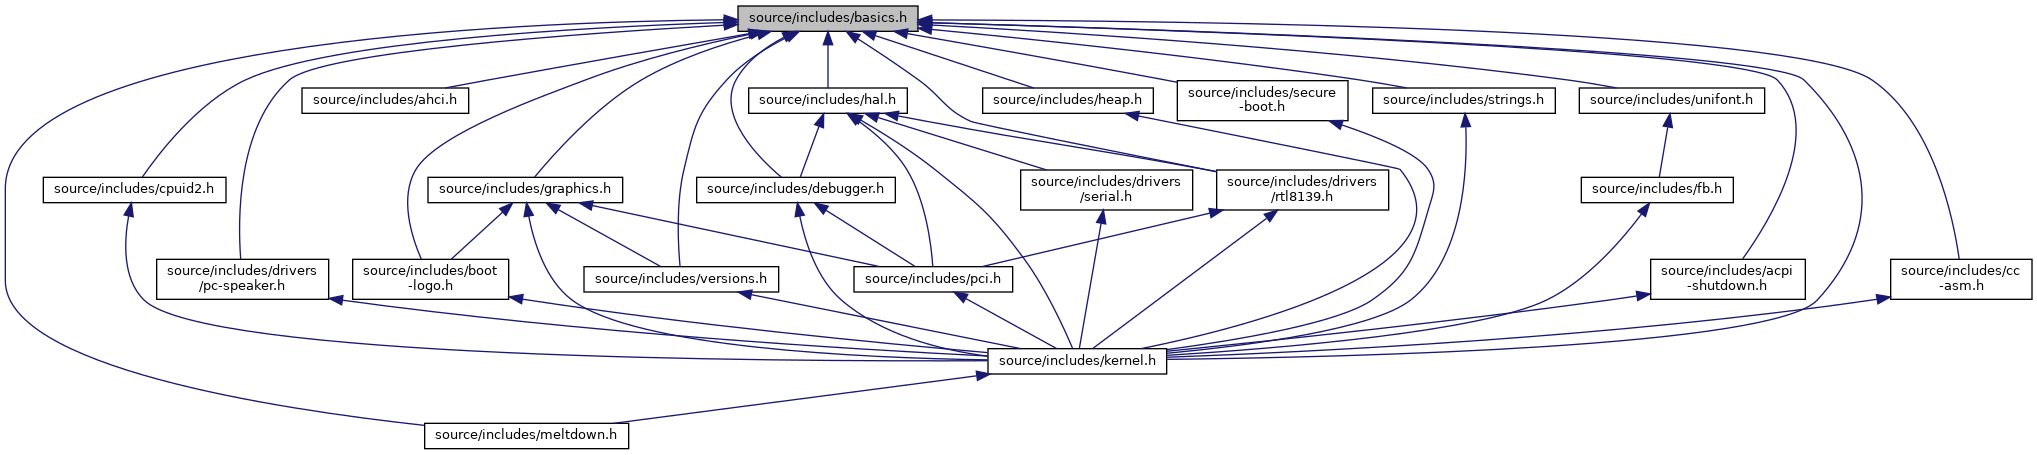 source/includes/basics.h
source/includes/ahci.h
source/includes/hal.h
source/includes/heap.h
source/includes/secure
-boot.h
source/includes/strings.h
source/includes/unifont.h
source/includes/cpuid2.h
source/includes/graphics.h
source/includes/debugger.h
source/includes/drivers
/serial.h
source/includes/drivers
/rtl8139.h
source/includes/fb.h
source/includes/drivers
/pc-speaker.h
source/includes/boot
-logo.h
source/includes/versions.h
source/includes/pci.h
source/includes/acpi
-shutdown.h
source/includes/cc
-asm.h
source/includes/kernel.h
source/includes/meltdown.h